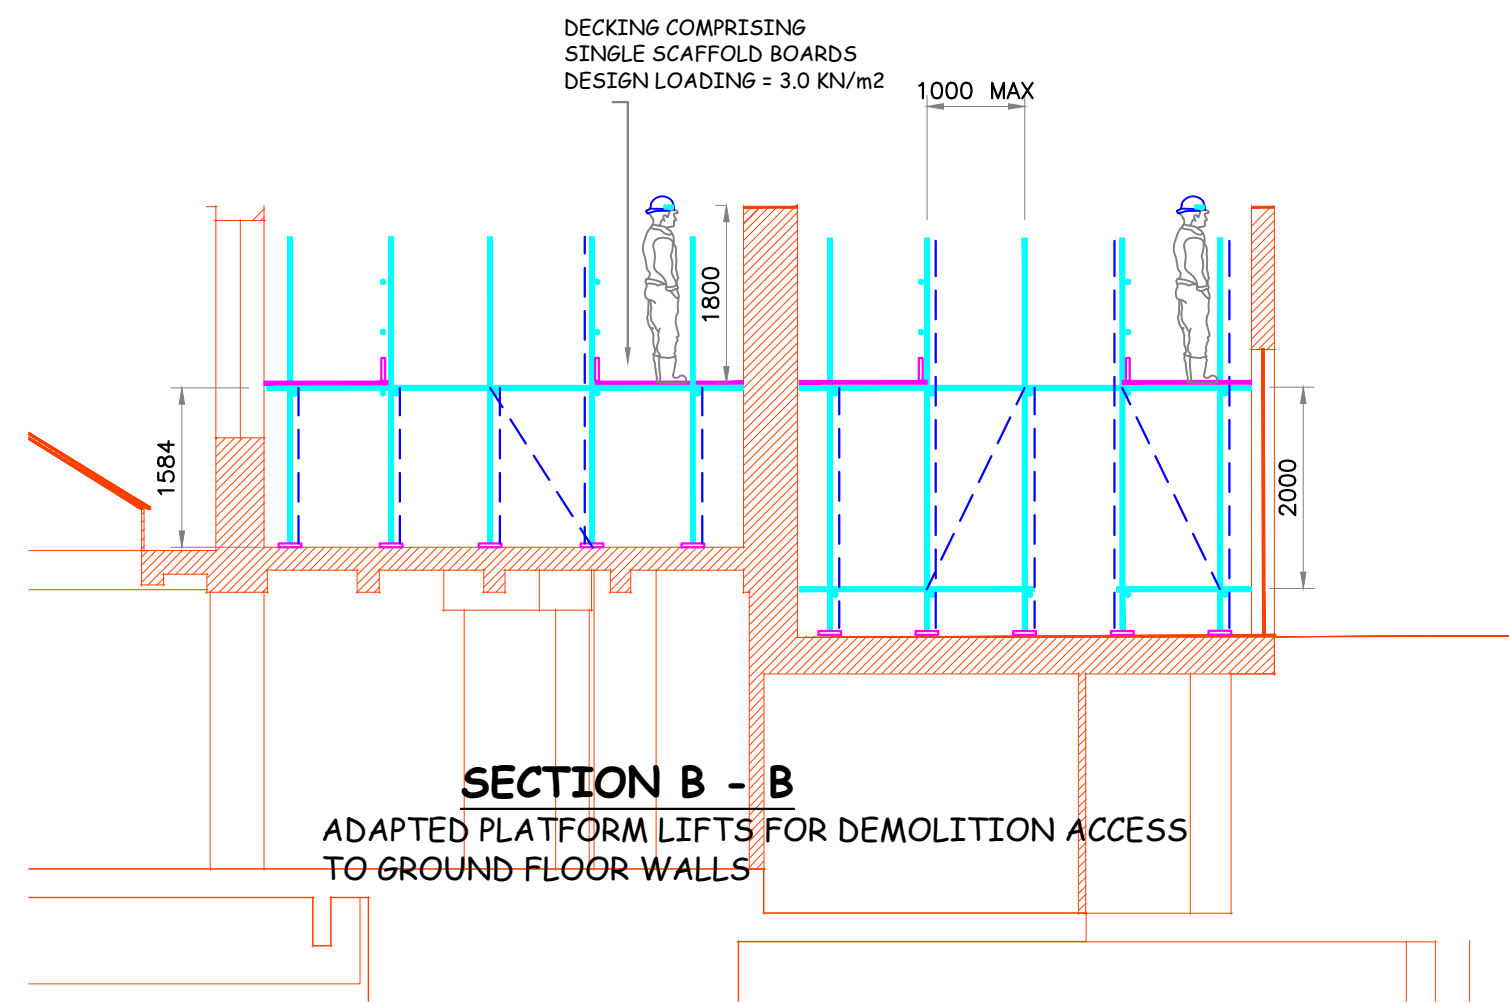 DECKING COMPRISING
SINGLE SCAFFOLD BOARDS
DESIGN LOADING = 3.0 KN/m2
1000 MAX
1800
1584
2000
SECTION B - B
ADAPTED PLATFORM LIFTS FOR DEMOLITION ACCESS
TO GROUND FLOOR WALLS